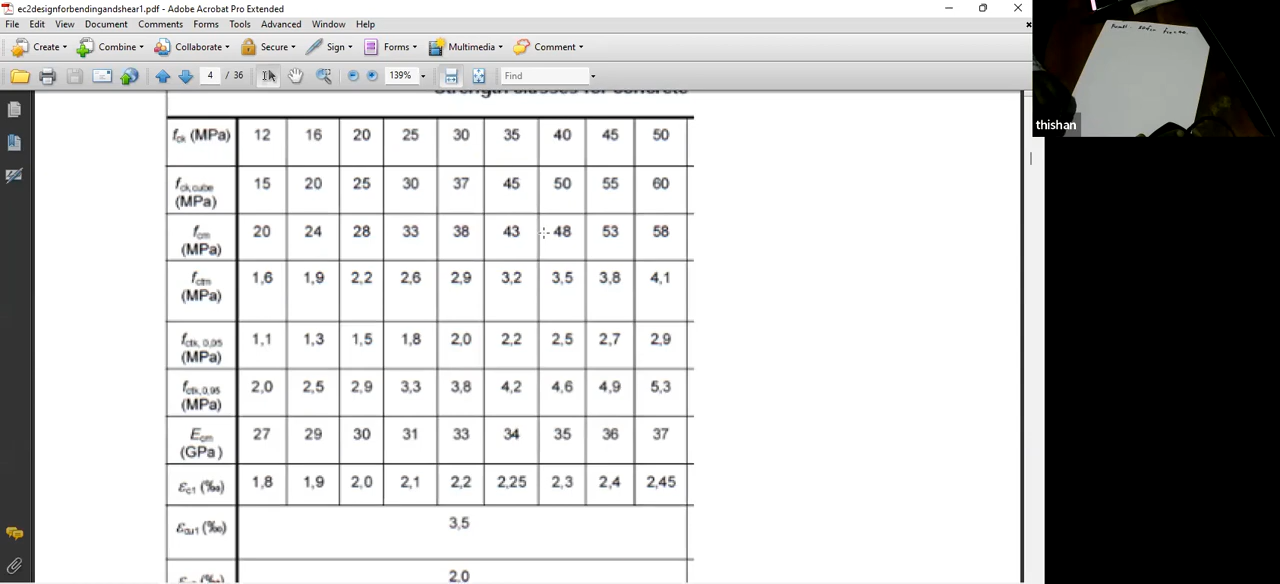 ec2designforbendingandshear1.pdf - Adobe Acrobat Pro Extended
File Edit View Document Comments Forms Tools Advanced Window Help
Create Combine Collaborate Secure Sign Forms Multimedia Comment
4 / 36 139% Find
Strength classes for concrete
fck (MPa) 12 16 20 25 30 35 40 45 50
fck,cube (MPa) 15 20 25 30 37 45 50 55 60
fcm (MPa) 20 24 28 33 38 43 48 53 58
fctm (MPa) 1,6 1,9 2,2 2,6 2,9 3,2 3,5 3,8 4,1
fctk, 0,05 (MPa) 1,1 1,3 1,5 1,8 2,0 2,2 2,5 2,7 2,9
fctk,0,95 (MPa) 2,0 2,5 2,9 3,3 3,8 4,2 4,6 4,9 5,3
Ecm (GPa) 27 29 30 31 33 34 35 36 37
εc1 (‰) 1,8 1,9 2,0 2,1 2,2 2,25 2,3 2,4 2,45
εcu1 (‰) 3,5
2,0
thishan